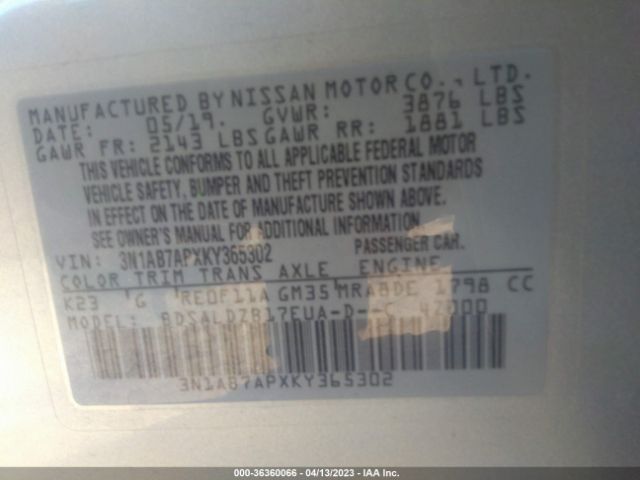 MANUFACTURED BY NISSAN MOTOR CO., LTD.
DATE: 05/19. GVWR: 3876 LBS
GAWR FR: 2143 LBS GAWR RR: 1881 LBS
THIS VEHICLE CONFORMS TO ALL APPLICABLE FEDERAL MOTOR
VEHICLE SAFETY, BUMPER AND THEFT PREVENTION STANDARDS
IN EFFECT ON THE DATE OF MANUFACTURE SHOWN ABOVE.
SEE OWNER'S MANUAL FOR ADDITIONAL INFORMATION
VIN: 3N1AB7APXKY365302 PASSENGER CAR.
COLOR TRIM TRANS AXLE ENGINE
K23 G RE0F11A GM35 MRA8DE 1798 CC
MODEL: BDSALDZB17EUA-D--C 42000
3N1AB7APXKY365302
000-36360066 / 04/13/2023 - IAA Inc.